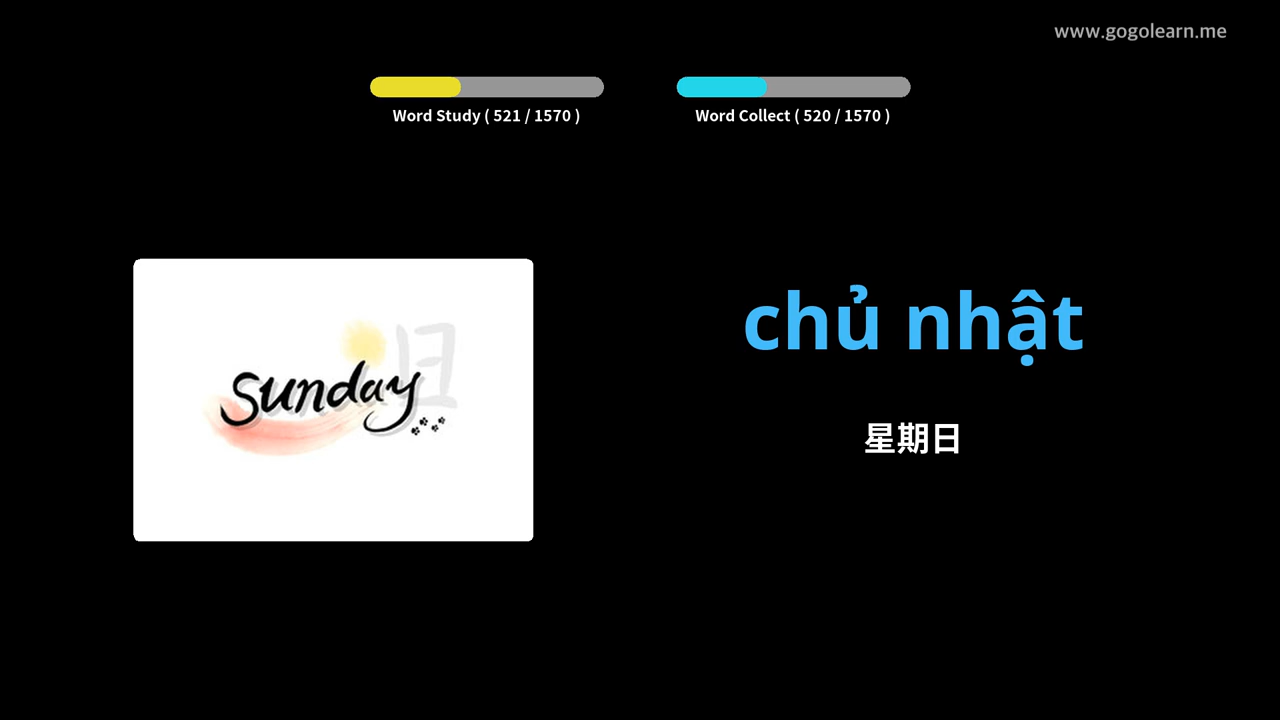 www.gogolearn.me
Word Study ( 521 / 1570 )
Word Collect ( 520 / 1570 )
Sunday
chủ nhật
星期日